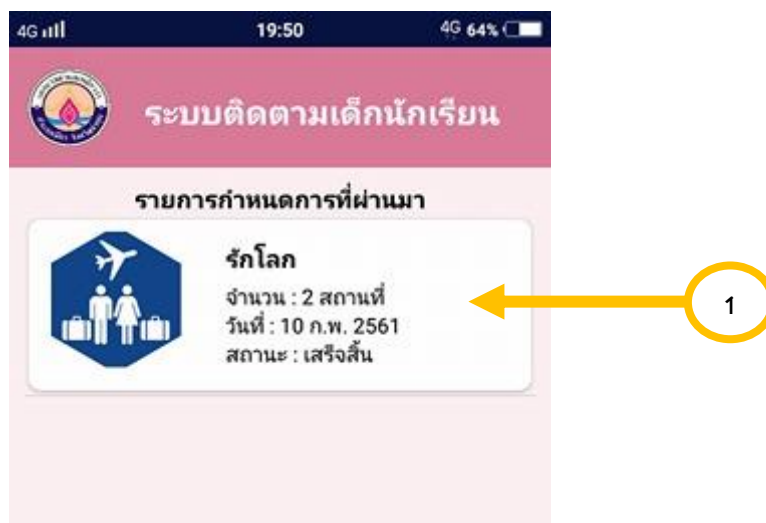 4G 19:50 4G 64%
ระบบติดตามเด็กนักเรียน
รายการกำหนดการที่ผ่านมา
รักโลก
จำนวน : 2 สถานที่
วันที่ : 10 ก.พ. 2561
สถานะ : เสร็จสิ้น
1